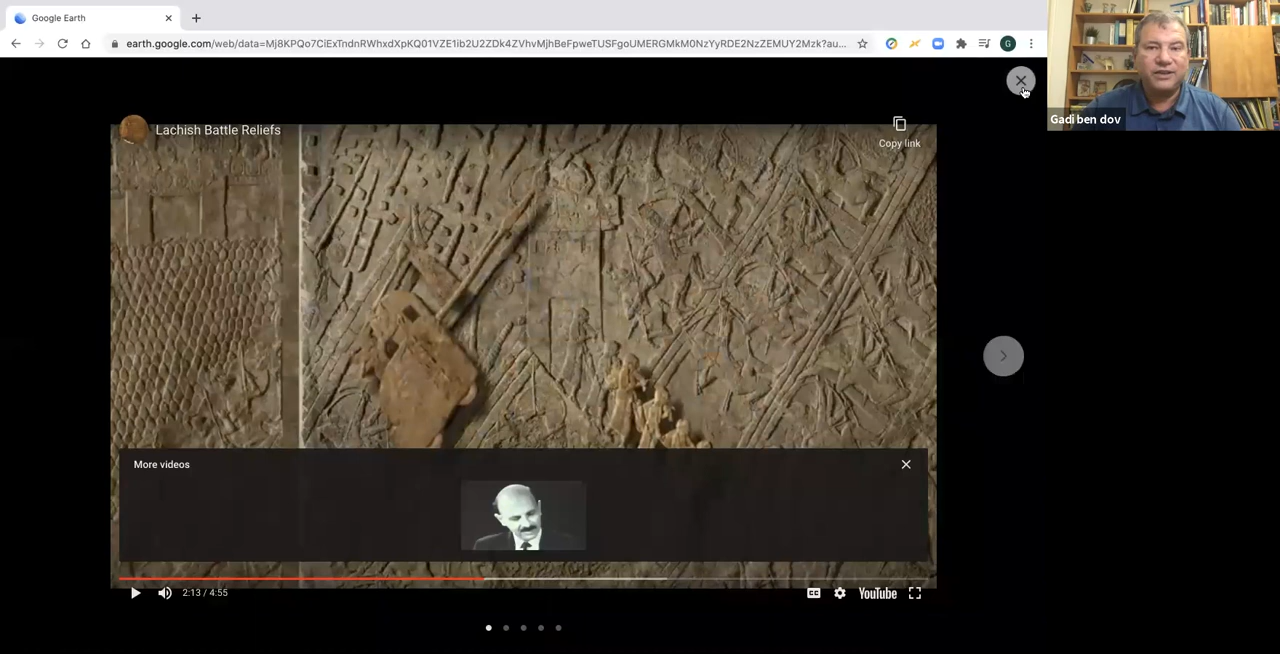 Google Earth
earth.google.com/web/data=Mj8KPQo7CiExTndnRWhxdXpKQ01VZE1ib2U2ZDk4ZVhvMjhBeFpweTUSFgoUMERGMkM0NzYyRDE2NzZEMUY2Mzk?au...
G
Gadi ben dov
Lachish Battle Reliefs
Copy link
More videos
2:13 / 4:55
CC
YouTube